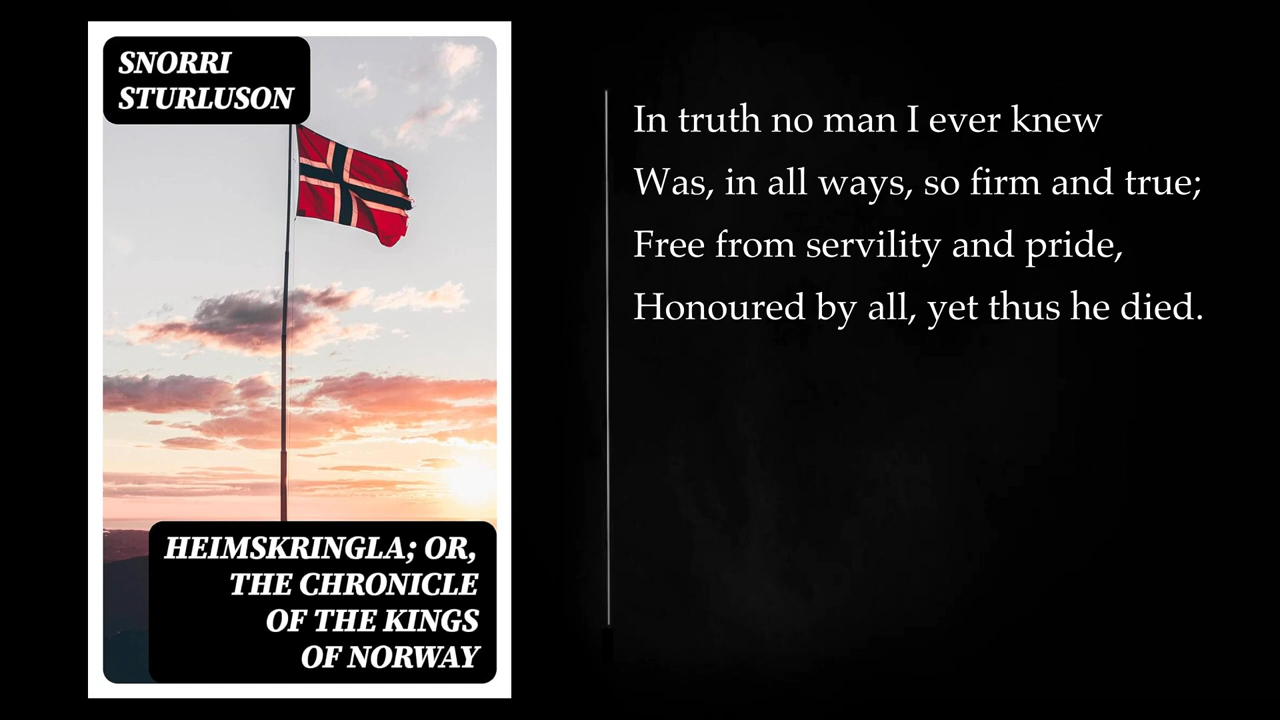 SNORRI
STURLUSON
HEIMSKRINGLA; OR,
THE CHRONICLE
OF THE KINGS
OF NORWAY
In truth no man I ever knew
Was, in all ways, so firm and true;
Free from servility and pride,
Honoured by all, yet thus he died.